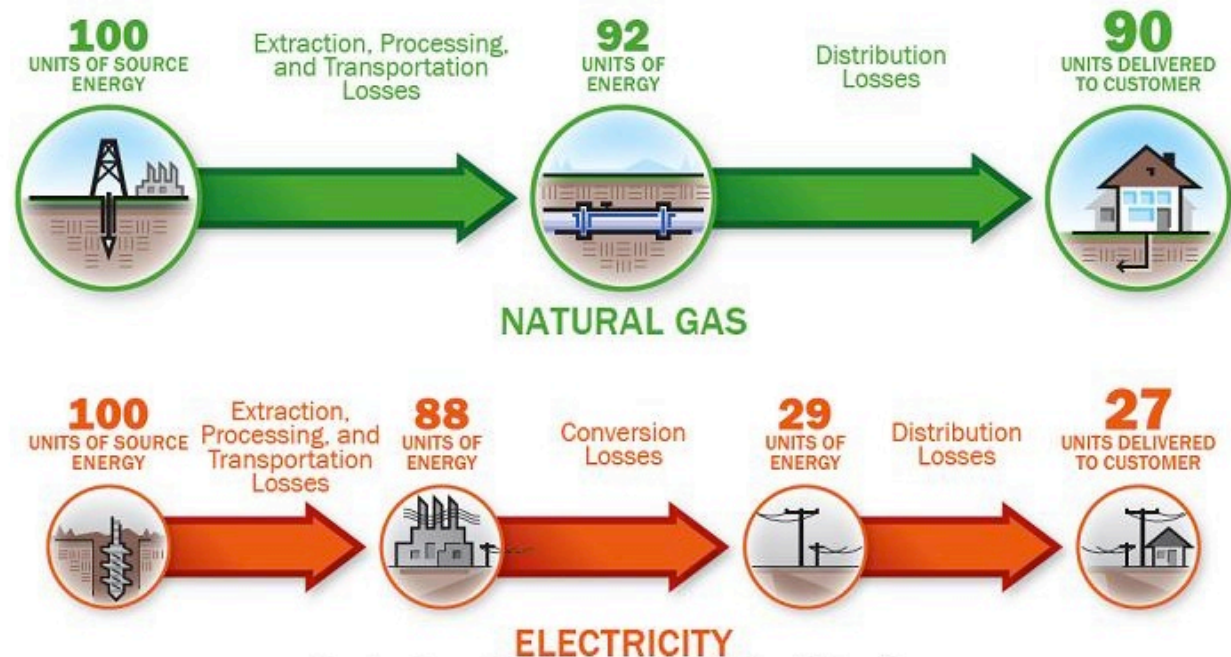 100
UNITS OF SOURCE
ENERGY
Extraction, Processing,
and Transportation
Losses
92
UNITS OF
ENERGY
Distribution
Losses
90
UNITS DELIVERED
TO CUSTOMER
NATURAL GAS
100
UNITS OF SOURCE
ENERGY
Extraction,
Processing, and
Transportation
Losses
88
UNITS OF
ENERGY
Conversion
Losses
29
UNITS OF
ENERGY
Distribution
Losses
27
UNITS DELIVERED
TO CUSTOMER
ELECTRICITY